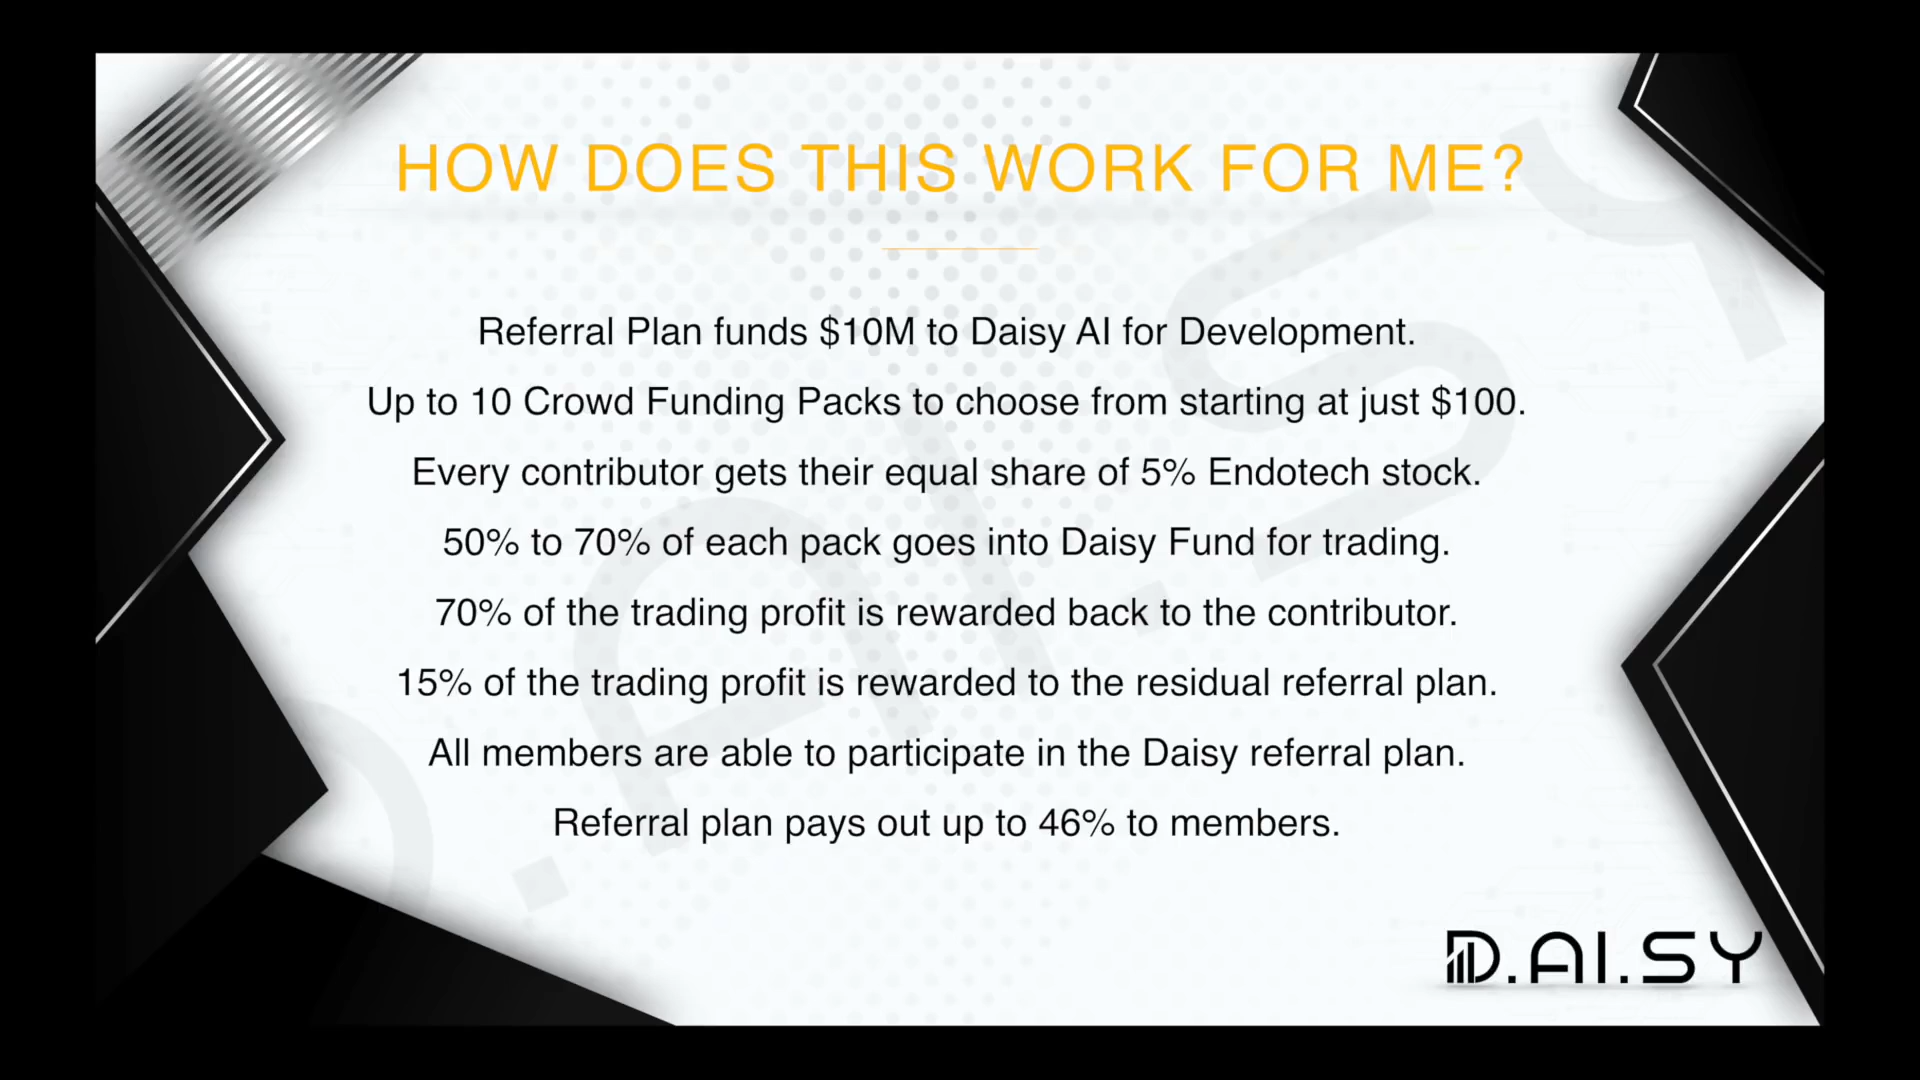 HOW DOES THIS WORK FOR ME?
Referral Plan funds $10M to Daisy AI for Development.
Up to 10 Crowd Funding Packs to choose from starting at just $100.
Every contributor gets their equal share of 5% Endotech stock.
50% to 70% of each pack goes into Daisy Fund for trading.
70% of the trading profit is rewarded back to the contributor.
15% of the trading profit is rewarded to the residual referral plan.
All members are able to participate in the Daisy referral plan.
Referral plan pays out up to 46% to members.
D.AI.SY
D.AI.SY